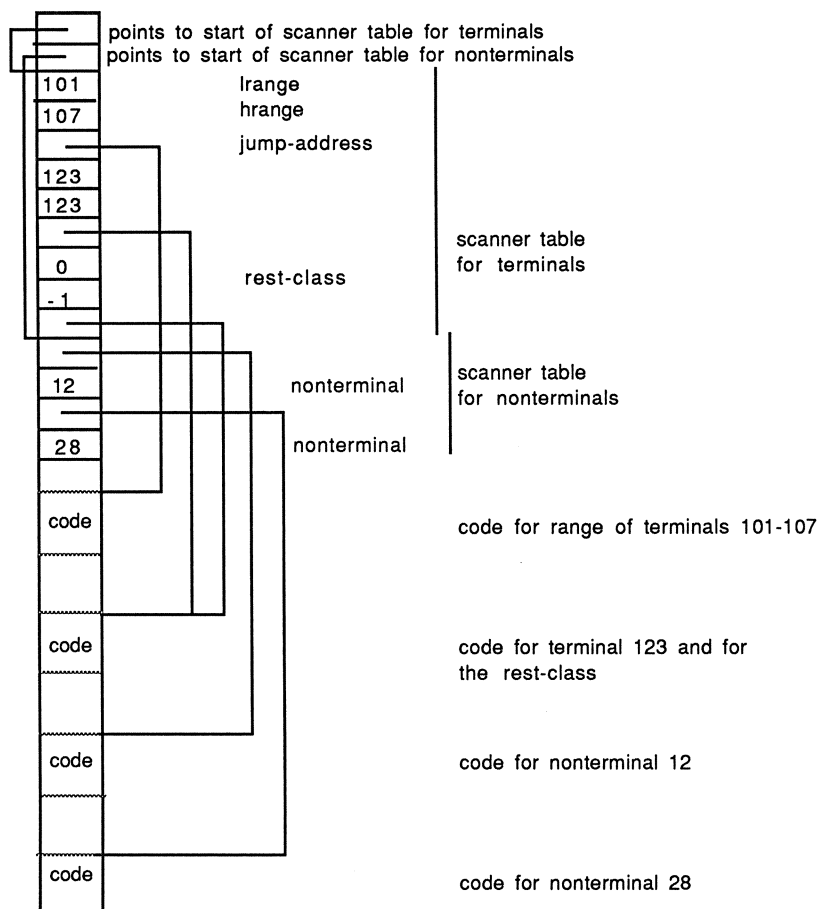 points to start of scanner table for terminals
points to start of scanner table for nonterminals
101 lrange
107 hrange
jump-address
123
123
scanner table
for terminals
0
rest-class
-1
scanner table
12 nonterminal
for nonterminals
28 nonterminal
code
code for range of terminals 101-107
code
code for terminal 123 and for
the rest-class
code
code for nonterminal 12
code
code for nonterminal 28